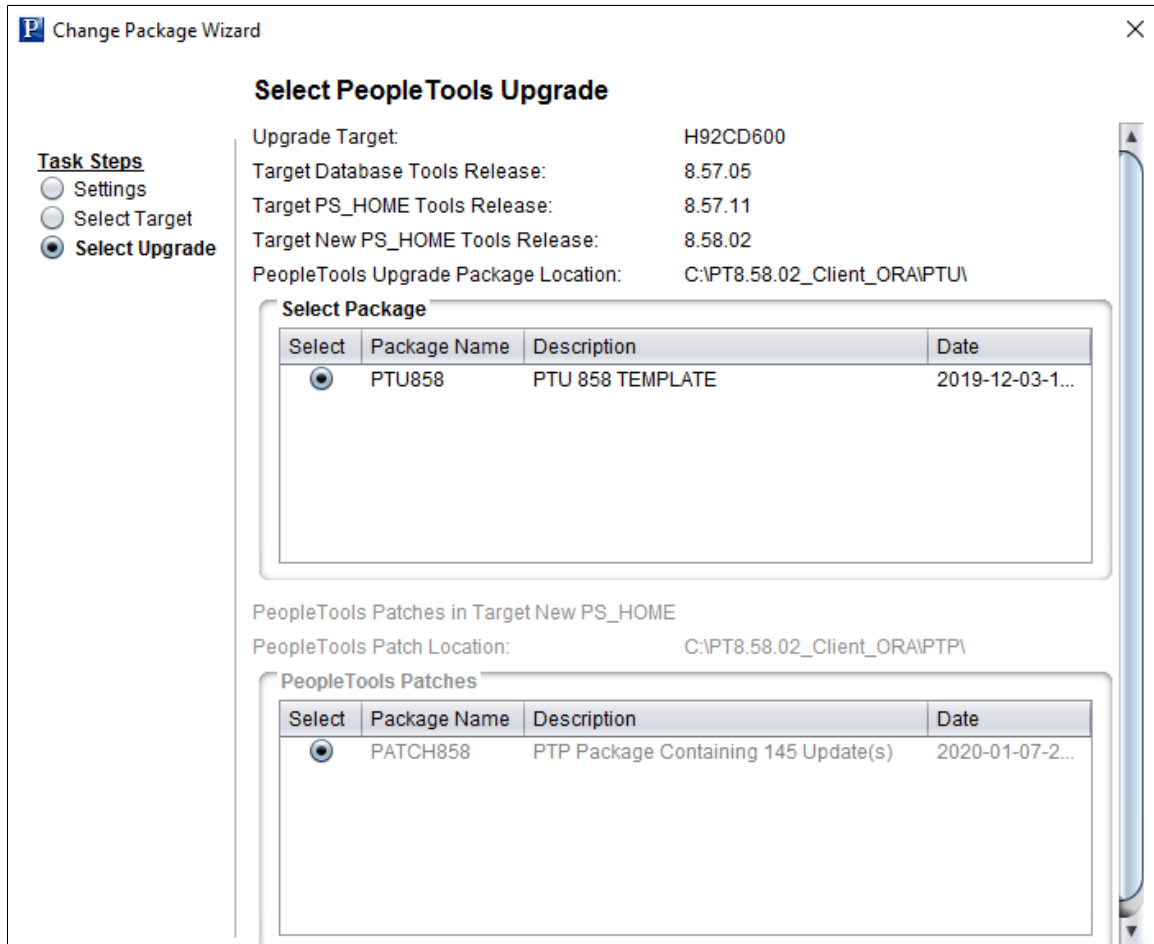 Change Package Wizard
Select PeopleTools Upgrade
Task Steps
Settings
Select Target
Select Upgrade
Upgrade Target: H92CD600
Target Database Tools Release: 8.57.05
Target PS_HOME Tools Release: 8.57.11
Target New PS_HOME Tools Release: 8.58.02
PeopleTools Upgrade Package Location: C:\PT8.58.02_Client_ORA\PTU\
Select Package
Select Package Name Description Date
PTU858 PTU 858 TEMPLATE 2019-12-03-1...
PeopleTools Patches in Target New PS_HOME
PeopleTools Patch Location: C:\PT8.58.02_Client_ORA\PTP\
PeopleTools Patches
Select Package Name Description Date
PATCH858 PTP Package Containing 145 Update(s) 2020-01-07-2...